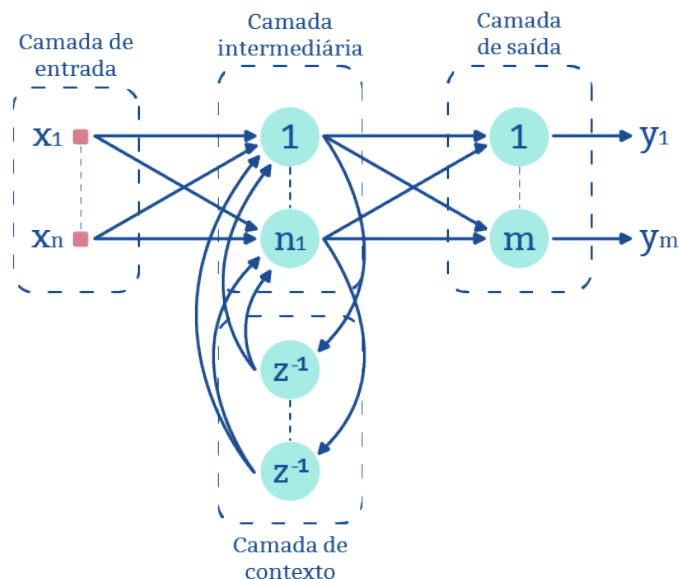 Camada de
entrada
Camada
intermediária
Camada
de saída
x1
1
1
y1
xn
n1
m
ym
z-1
z-1
Camada de
contexto